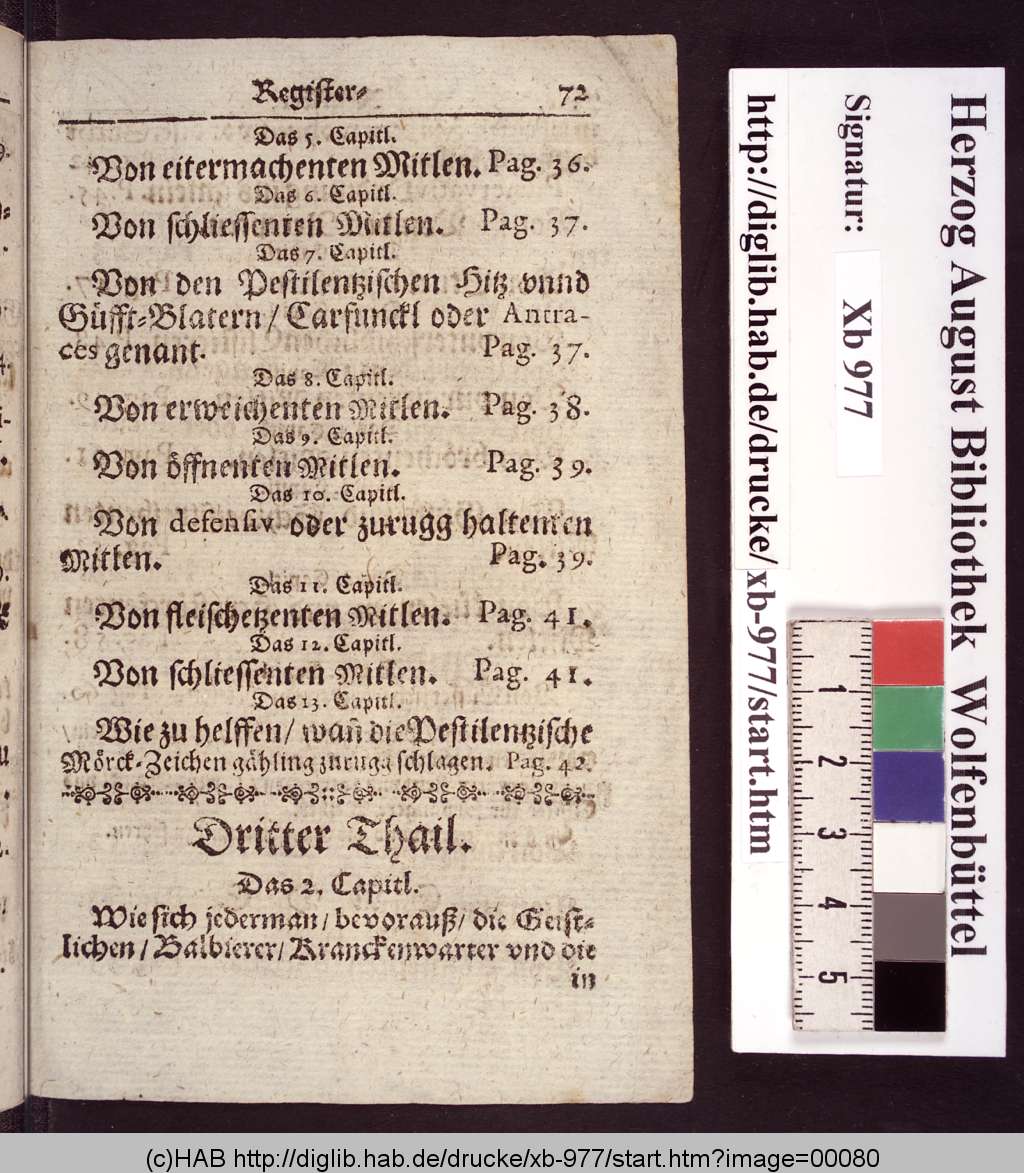 Register. 72
Das 5. Capitl.
Von eitermachenten Mitlen. Pag. 36.
Das 6. Capitl.
Von schliessenten Mitlen. Pag. 37.
Das 7. Capitl.
Von den Pestilentzischen Hitz vnnd
Güfft-Blatern / Carfunckl oder Antra-
ces genant. Pag. 37.
Das 8. Capitl.
Von erweichenten Mitlen. Pag. 38.
Das 9. Capitl.
Von öffnenten Mitlen. Pag. 39.
Das 10. Capitl.
Von defensiv oder zurugg haltenten
Mitlen. Pag. 39.
Das 11. Capitl.
Von fleischetzenten Mitlen. Pag. 41.
Das 12. Capitl.
Von schliessenten Mitlen. Pag. 41.
Das 13. Capitl.
Wie zu helffen / wañ die Pestilentzische
Mörck-Zeichen gähling zurugg schlagen. Pag. 42.
Dritter Thail.
Das 2. Capitl.
Wie sich jederman / bevorauß / die Geist-
lichen / Balbierer / Kranckenwarter vnd die
in
Herzog August Bibliothek Wolfenbüttel
Signatur: Xb 977
http://diglib.hab.de/drucke/xb-977/start.htm
1
2
3
4
5
(c)HAB http://diglib.hab.de/drucke/xb-977/start.htm?image=00080